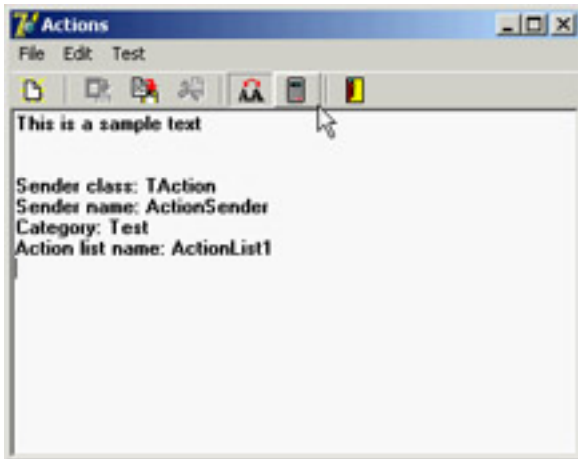 Actions
File Edit Test
This is a sample text
Sender class: TAction
Sender name: ActionSender
Category: Test
Action list name: ActionList1